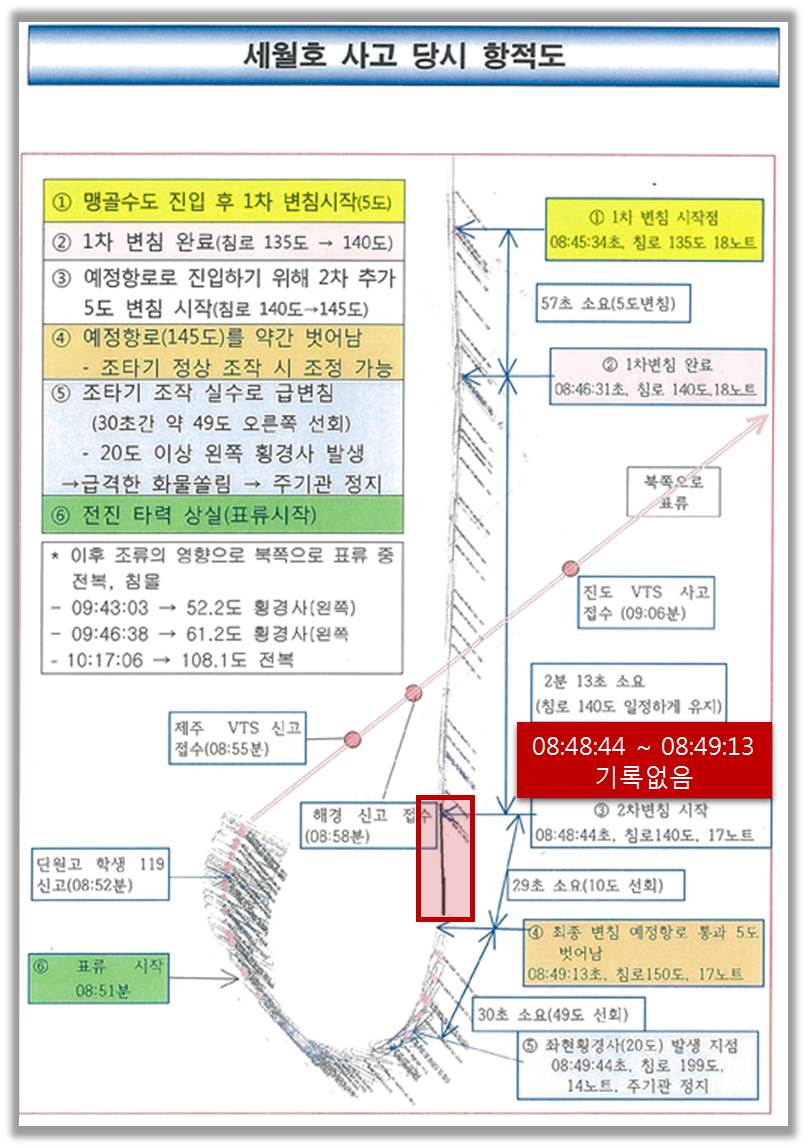 세월호 사고 당시 항적도
① 맹골수도 진입 후 1차 변침시작(5도)
② 1차 변침 완료(침로 135도 → 140도)
③ 예정항로로 진입하기 위해 2차 추가
5도 변침 시작(침로 140도→145도)
④ 예정항로(145도)를 약간 벗어남
- 조타기 정상 조작 시 조정 가능
⑤ 조타기 조작 실수로 급변침
(30초간 약 49도 오른쪽 선회)
- 20도 이상 왼쪽 횡경사 발생
→급격한 화물쏠림 → 주기관 정지
⑥ 전진 타력 상실(표류시작)
* 이후 조류의 영향으로 북쪽으로 표류 중
전복, 침몰
- 09:43:03 → 52.2도 횡경사(왼쪽)
- 09:46:38 → 61.2도 횡경사(왼쪽
- 10:17:06 → 108.1도 전복
① 1차 변침 시작점
08:45:34초, 침로 135도 18노트
57초 소요(5도변침)
② 1차변침 완료
08:46:31초, 침로 140도,18노트
북쪽으로
표류
진도 VTS 사고
접수 (09:06분)
2분 13초 소요
(침로 140도 일정하게 유지)
08:48:44 ~ 08:49:13
기록없음
③ 2차변침 시작
08:48:44초, 침로140도, 17노트
제주 VTS 신고
접수(08:55분)
해경 신고 접수
(08:58분)
단원고 학생 119
신고(08:52분)
29초 소요(10도 선회)
④ 최종 변침 예정항로 통과 5도
벗어남
08:49:13초, 침로150도, 17노트
⑥ 표류 시작
08:51분
30초 소요(49도 선회)
⑤ 좌현횡경사(20도) 발생 지점
08:49:44초, 침로 199도,
14노트, 주기관 정지